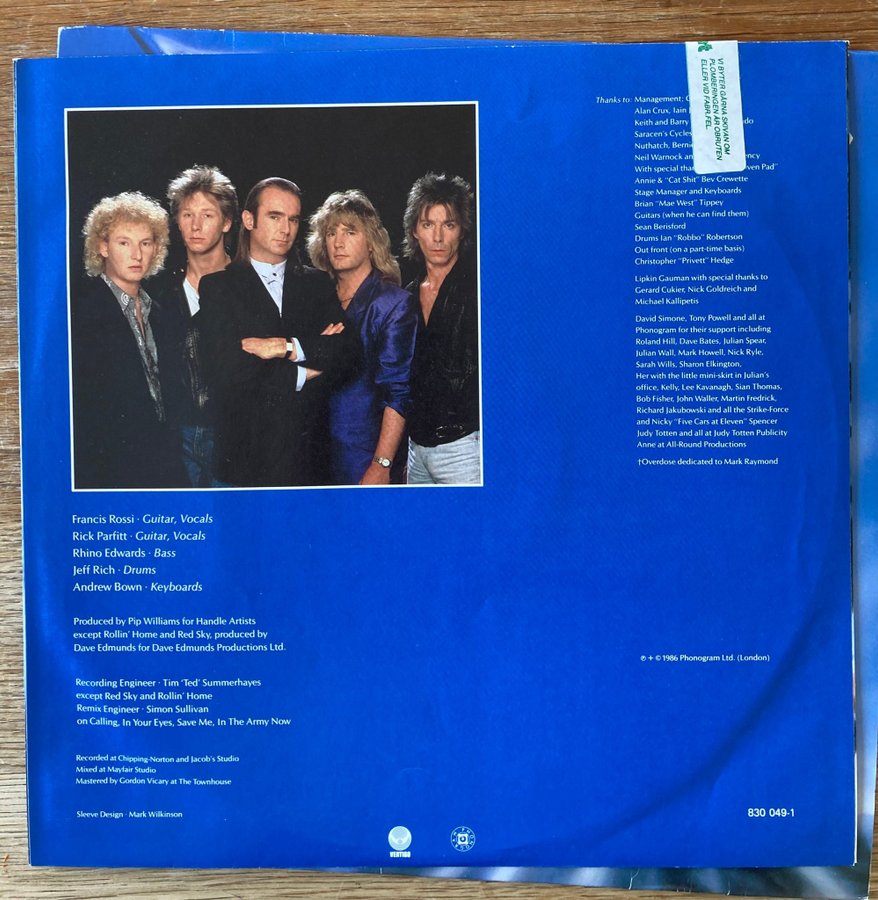 Francis Rossi · Guitar, Vocals
Rick Parfitt · Guitar, Vocals
Rhino Edwards · Bass
Jeff Rich · Drums
Andrew Bown · Keyboards
Produced by Pip Williams for Handle Artists
except Rollin' Home and Red Sky, produced by
Dave Edmunds for Dave Edmunds Productions Ltd.
Recording Engineer · Tim 'Ted' Summerhayes
except Red Sky and Rollin' Home
Remix Engineer · Simon Sullivan
on Calling, In Your Eyes, Save Me, In The Army Now
Recorded at Chipping-Norton and Jacob's Studio
Mixed at Mayfair Studio
Mastered by Gordon Vicary at The Townhouse
Sleeve Design · Mark Wilkinson
VERTIGO
Thanks to: Management;
Alan Crux, Iain
Keith and Barry
Saracen's Cycles
Nuthatch,
Neil Warnock
With special Pad"
Annie & "Cat Shit" Bev Crewette
Stage Manager and Keyboards
Brian "Mae West" Tippey
Guitars (when he can find them)
Sean Berisford
Drums Ian "Robbo" Robertson
Out front (on a part-time basis)
Christopher "Privett" Hedge
Lipkin Gauman with special thanks to
Gerard Cukier, Nick Goldreich and
Michael Kallipetis
David Simone, Tony Powell and all at
Phonogram for their support including
Roland Hill, Dave Bates, Julian Spear,
Julian Wall, Mark Howell, Nick Ryle,
Sarah Wills, Sharon Elkington,
Her with the little mini-skirt in Julian's
office, Kelly, Lee Kavanagh, Sian Thomas,
Bob Fisher, John Waller, Martin Fredrick,
Richard Jakubowski and all the Strike-Force
and Nicky "Five Cars at Eleven" Spencer
Judy Totten and all at Judy Totten Publicity
Anne at All-Round Productions
†Overdose dedicated to Mark Raymond
VI BYTER GÄRNA SKIVAN OM
PLOMBERINGEN ÄR OBRUTEN
ELLER VID FABR.FEL.
℗ + © 1986 Phonogram Ltd. (London)
830 049-1